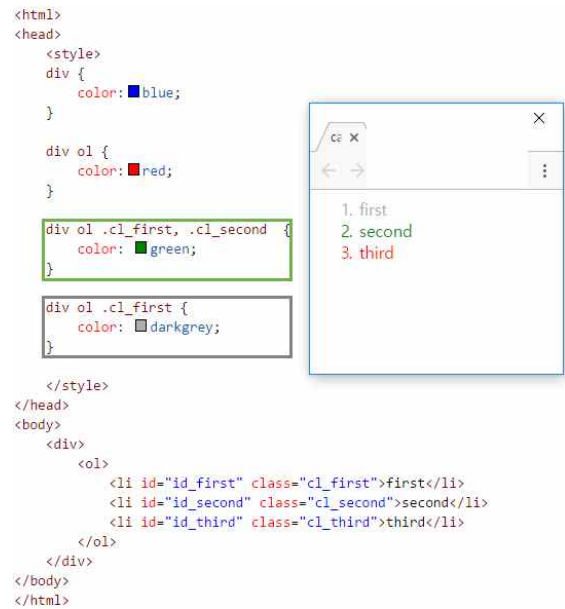 <html>
<head>
<style>
div {
color: blue;
}
div ol {
color: red;
}
div ol .cl_first, .cl_second {
color: green;
}
div ol .cl_first {
color: darkgrey;
}
</style>
</head>
<body>
<div>
<ol>
<li id="id_first" class="cl_first">first</li>
<li id="id_second" class="cl_second">second</li>
<li id="id_third" class="cl_third">third</li>
</ol>
</div>
</body>
</html>
ca
1. first
2. second
3. third